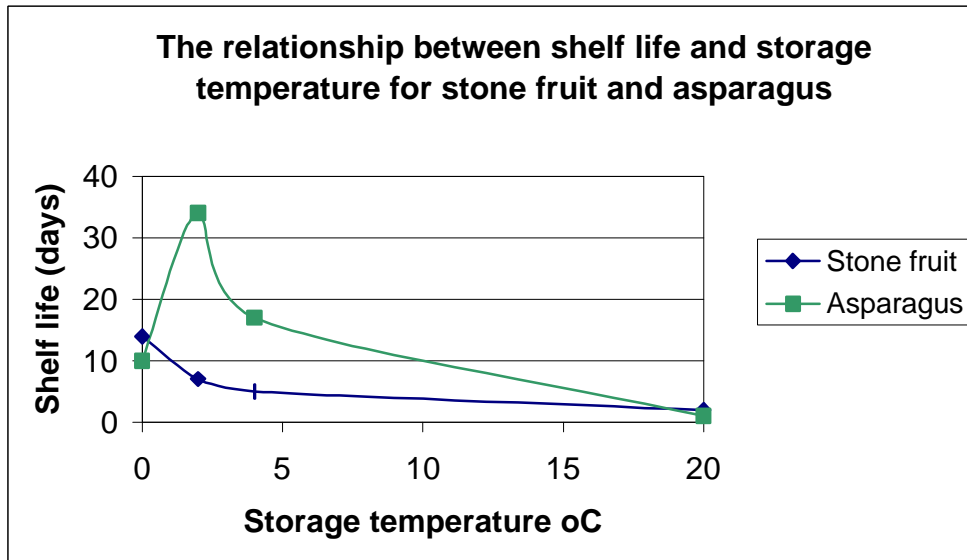 The relationship between shelf life and storage
temperature for stone fruit and asparagus
Shelf life (days)
40
30
20
10
0
0 5 10 15 20
Storage temperature oC
Stone fruit
Asparagus